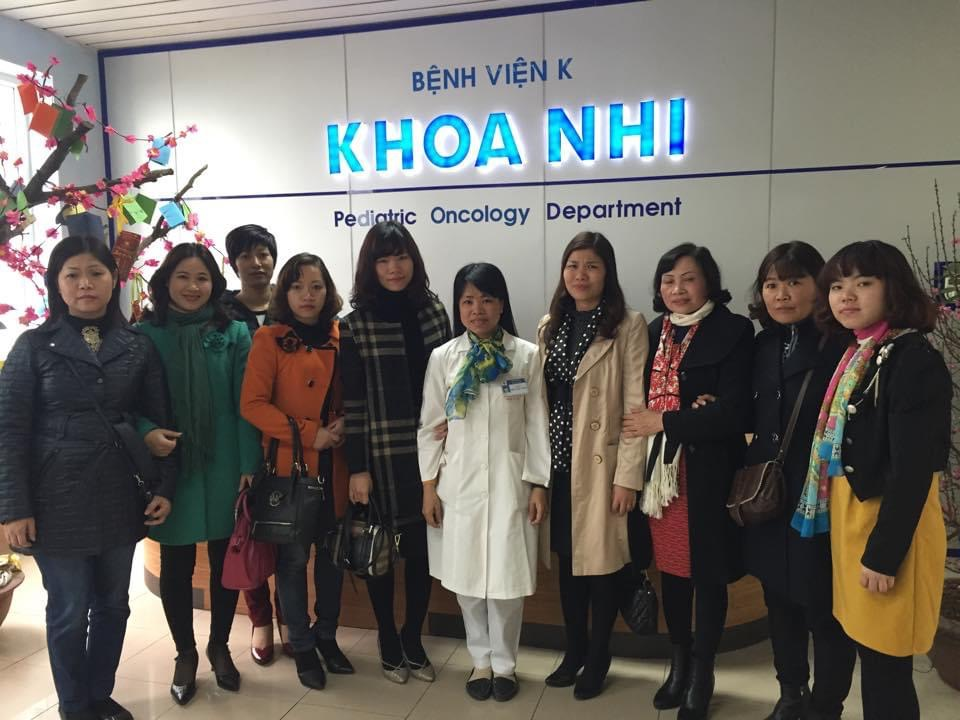 BỆNH VIỆN K
KHOA NHI
Pediatric Oncology Department